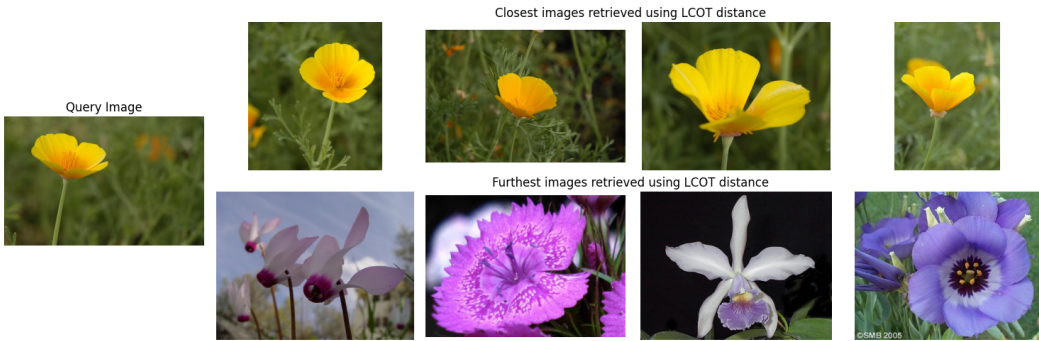 Closest images retrieved using LCOT distance
Query Image
Furthest images retrieved using LCOT distance
©SMB 2005